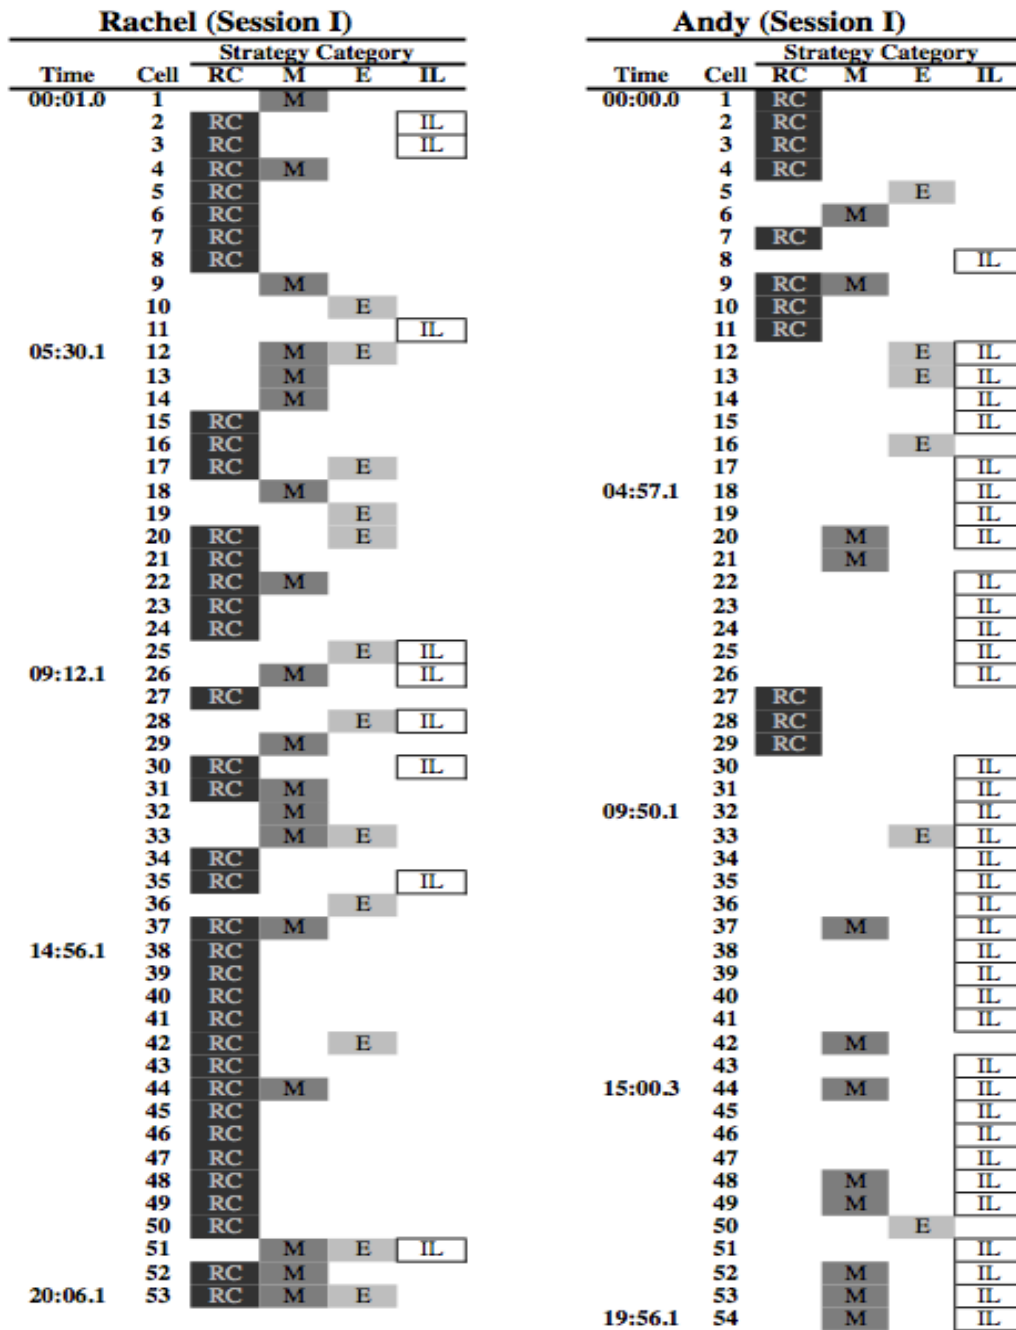 Rachel (Session I)
Strategy Category
Time Cell RC M E IL
00:01.0 1 M
2 RC IL
3 RC IL
4 RC M
5 RC
6 RC
7 RC
8 RC
9 M
10 E
11 IL
05:30.1 12 M E
13 M
14 M
15 RC
16 RC
17 RC E
18 M
19 E
20 RC E
21 RC
22 RC M
23 RC
24 RC
25 E IL
09:12.1 26 M IL
27 RC
28 E IL
29 M
30 RC IL
31 RC M
32 M
33 M E
34 RC
35 RC IL
36 E
37 RC M
14:56.1 38 RC
39 RC
40 RC
41 RC
42 RC E
43 RC
44 RC M
45 RC
46 RC
47 RC
48 RC
49 RC
50 RC
51 M E IL
52 RC M
20:06.1 53 RC M E
Andy (Session I)
Strategy Category
Time Cell RC M E IL
00:00.0 1 RC
2 RC
3 RC
4 RC
5 E
6 M
7 RC
8 IL
9 RC M
10 RC
11 RC
12 E IL
13 E IL
14 IL
15 IL
16 E
17 IL
04:57.1 18 IL
19 IL
20 M IL
21 M
22 IL
23 IL
24 IL
25 IL
26 IL
27 RC
28 RC
29 RC
30 IL
31 IL
09:50.1 32 IL
33 E IL
34 IL
35 IL
36 IL
37 M IL
38 IL
39 IL
40 IL
41 IL
42 M
43 IL
15:00.3 44 M IL
45 IL
46 IL
47 IL
48 M IL
49 M IL
50 E
51 IL
52 M IL
53 M IL
19:56.1 54 M IL